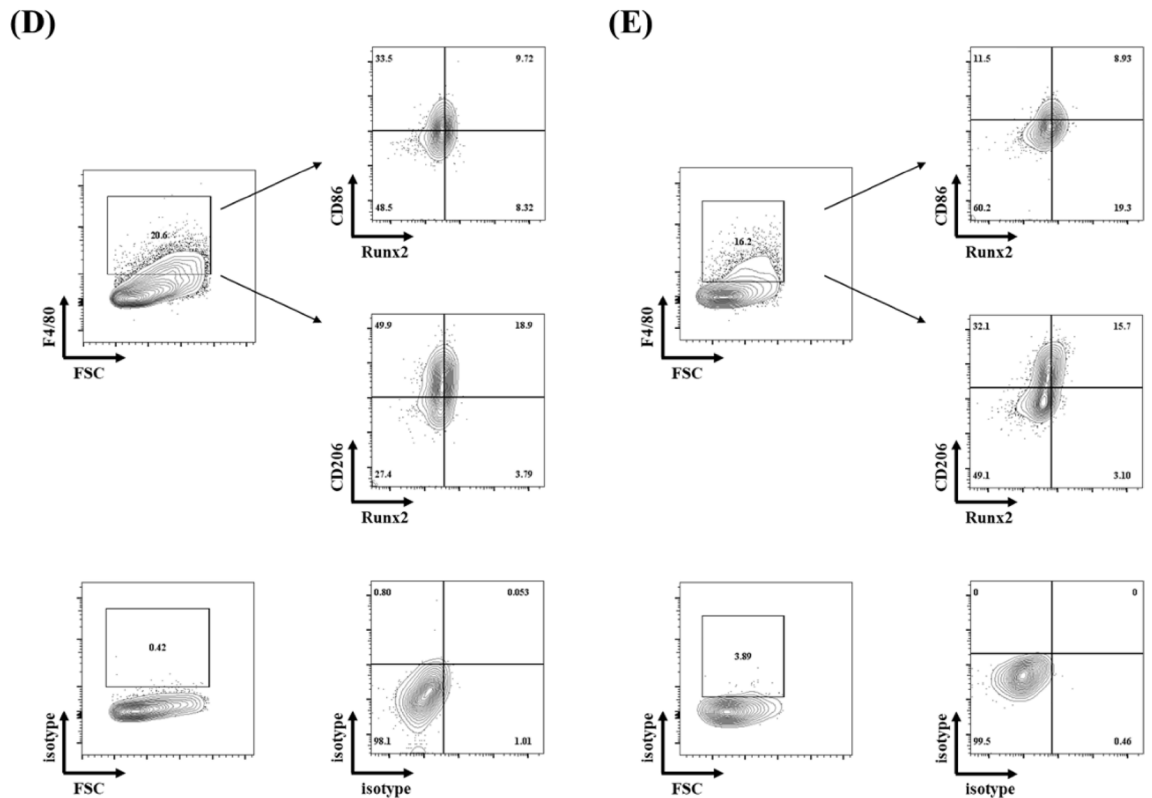 (D)
(E)
33.5 9.72
CD86
48.5 8.32
Runx2
20.6
F4/80
FSC
49.9 18.9
CD206
27.4 3.79
Runx2
11.5 8.93
CD86
60.2 19.3
Runx2
16.2
F4/80
FSC
32.1 15.7
CD206
49.1 3.10
Runx2
0.42
isotype
FSC
0.80 0.053
isotype
98.1 1.01
isotype
3.89
isotype
FSC
0 0
isotype
99.5 0.46
isotype